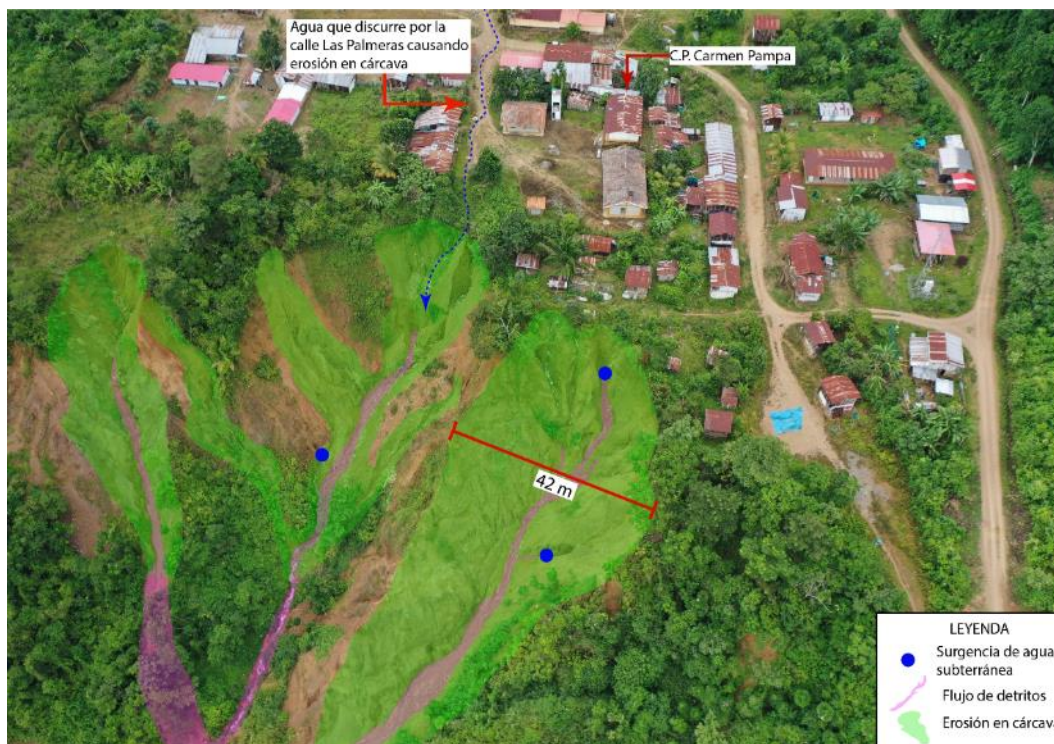 Agua que discurre por la
calle Las Palmeras causando
erosión en cárcava
C.P. Carmen Pampa
42 m
LEYENDA
Surgencia de agua
subterránea
Flujo de detritos
Erosión en cárcava